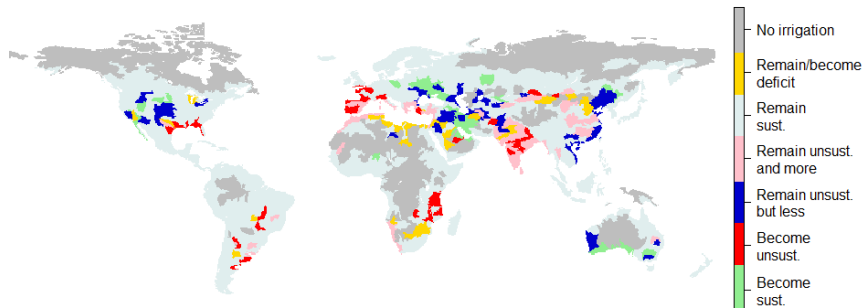 No irrigation
Remain/become
deficit
Remain
sust.
Remain unsust.
and more
Remain unsust.
but less
Become
unsust.
Become
sust.